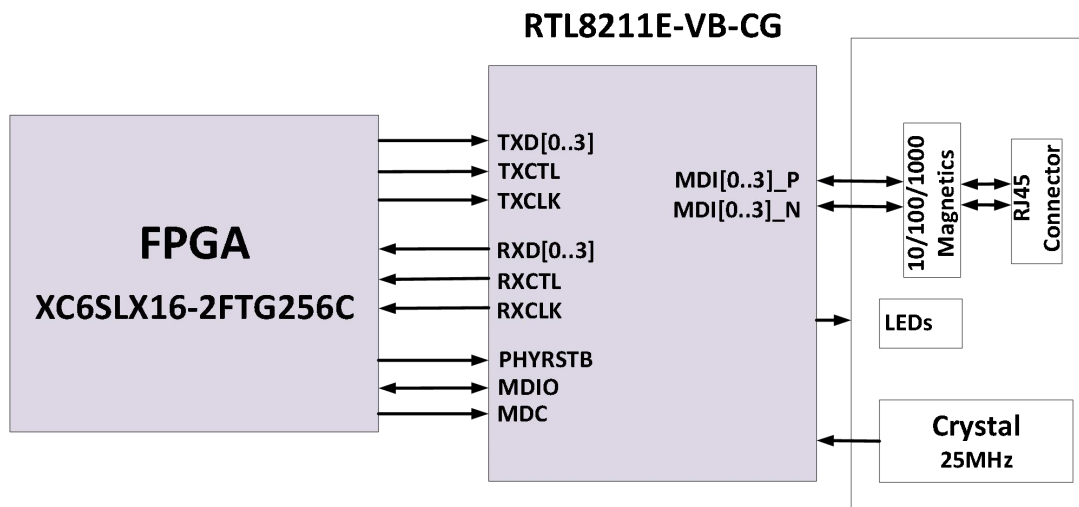 RTL8211E-VB-CG
FPGA
XC6SLX16-2FTG256C
TXD[0..3]
TXCTL
TXCLK
RXD[0..3]
RXCTL
RXCLK
PHYRSTB
MDIO
MDC
MDI[0..3]_P
MDI[0..3]_N
10/100/1000
Magnetics
RJ45
Connector
LEDs
Crystal
25MHz